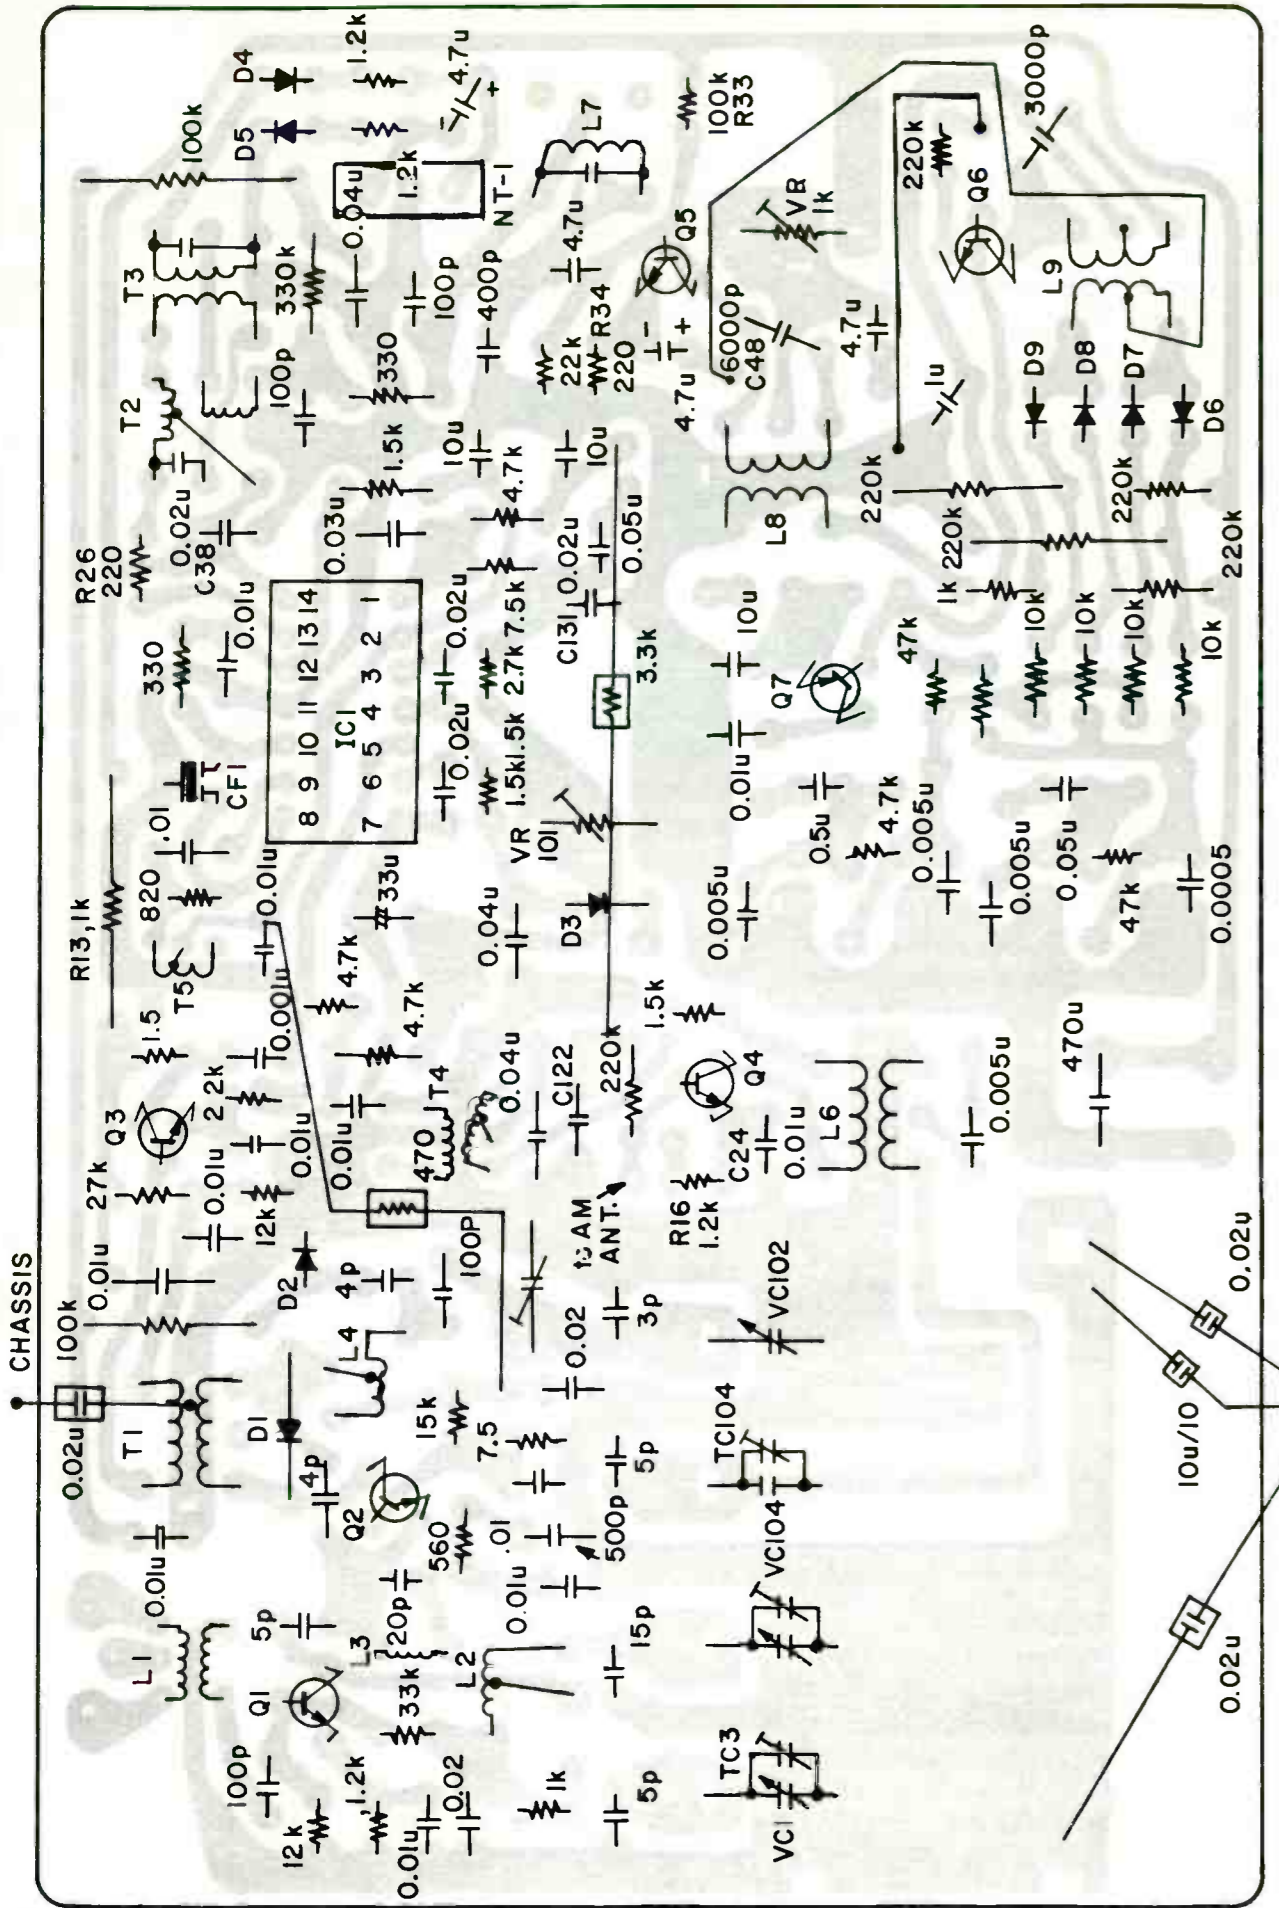 CHASSIS
0.02u
100k
0.01u
27k
Q3
1.5
R13,1k
330
R26
220
T2
T3
100k
D5
D4
1.2k
L1
0.01u
T1
T5
820
.01
CF1
0.02u
C38
0.01u
100p
330k
0.04u
1.2k
4.7u
100p
Q1
5p
D1
D2
12k
0.01u
2.2k
0.01u
0.001u
0.01u
8 9 10 11 12 13 14
IC1
7 6 5 4 3 2 1
0.03u
1.5k
330
100p
NT-1
12k
1.2k
33k
L3
20p
4p
Q2
L4
4p
0.01u
4.7k
4.7k
33u
0.01u
0.02
L2
560
15k
100P
470
T4
0.04u
0.02u
0.02u
10u
400p
1k
0.01u
.01
7.5
0.02
0.04u
VR
101
1.5k
1.5k
2.7k
7.5k
4.7k
10u
22k
R34
220
4.7u
L7
5p
15p
500p
5p
3p
to AM
ANT.
C122
220k
D3
3.3k
C131
0.02u
0.05u
4.7u
Q5
100k
R33
TC3
VC1
VC104
TC104
VC102
R16
1.2k
C24
0.01u
Q4
1.5k
0.005u
0.01u
10u
L8
6000p
C48
VR
1k
L6
0.5u
4.7k
Q7
220k
4.7u
0.005u
47k
1k
220k
1u
220k
Q6
3000p
0.005u
0.005u
10k
D9
L9
470u
0.05u
10k
D8
47k
10k
220k
D7
0.0005
10k
220k
D6
0.02u
10u/10
0.02u